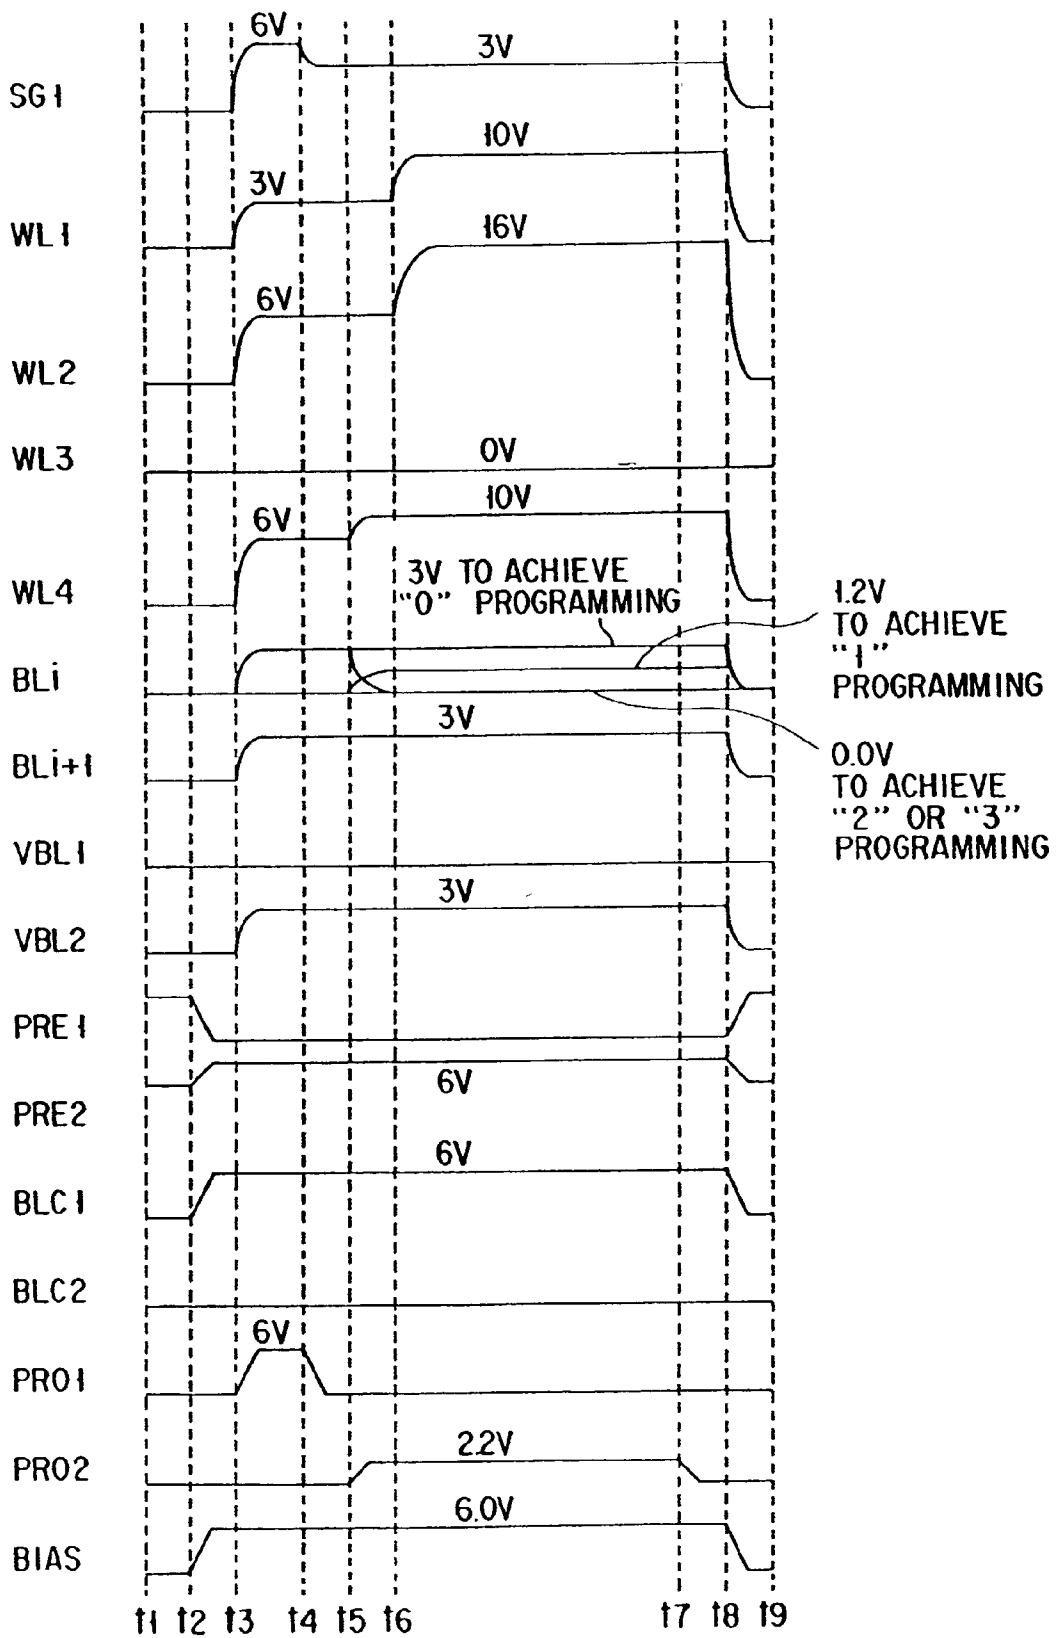 6V
3V
SG1
10V
3V
WL1
16V
6V
WL2
WL3
0V
10V
6V
WL4
3V TO ACHIEVE
"0" PROGRAMMING
1.2V
TO ACHIEVE
"1"
PROGRAMMING
BLi
3V
BLi+1
0.0V
TO ACHIEVE
"2" OR "3"
PROGRAMMING
VBL1
3V
VBL2
PRE1
6V
PRE2
6V
BLC1
BLC2
6V
PRO1
2.2V
PRO2
6.0V
BIAS
t1 t2 t3 t4 t5 t6 t7 t8 t9